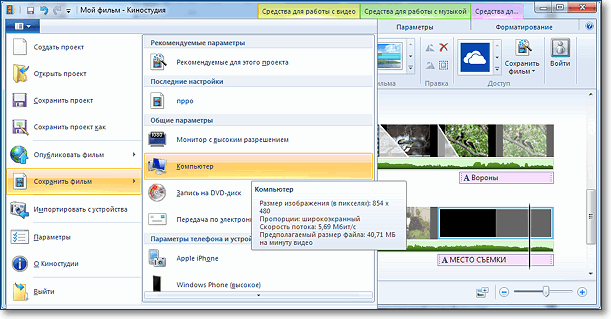 Мой фильм - Киностудия
Средства для работы с видео
Средства для работы с музыкой
Средства для...
Параметры
Форматирование
Создать проект
Открыть проект
Сохранить проект
Сохранить проект как
Опубликовать фильм
Сохранить фильм
Импортировать с устройства
Параметры
О Киностудии
Выйти
Рекомендуемые параметры
Рекомендуемые для этого проекта
Последние настройки
прро
Общие параметры
Монитор с высоким разрешением
Компьютер
Запись на DVD-диск
Передача по электрон
Параметры телефона и устрой
Apple iPhone
Windows Phone (высокое)
Компьютер
Размер изображения (в пикселях): 854 x
480
Пропорции: широкоэкранный
Скорость потока: 5,69 Мбит/с
Предполагаемый размер файла: 40,71 МБ
на минуту видео
Сохранить
фильм
Войти
ильма
Правка
Доступ
A Вороны
A МЕСТО СЪЕМКИ